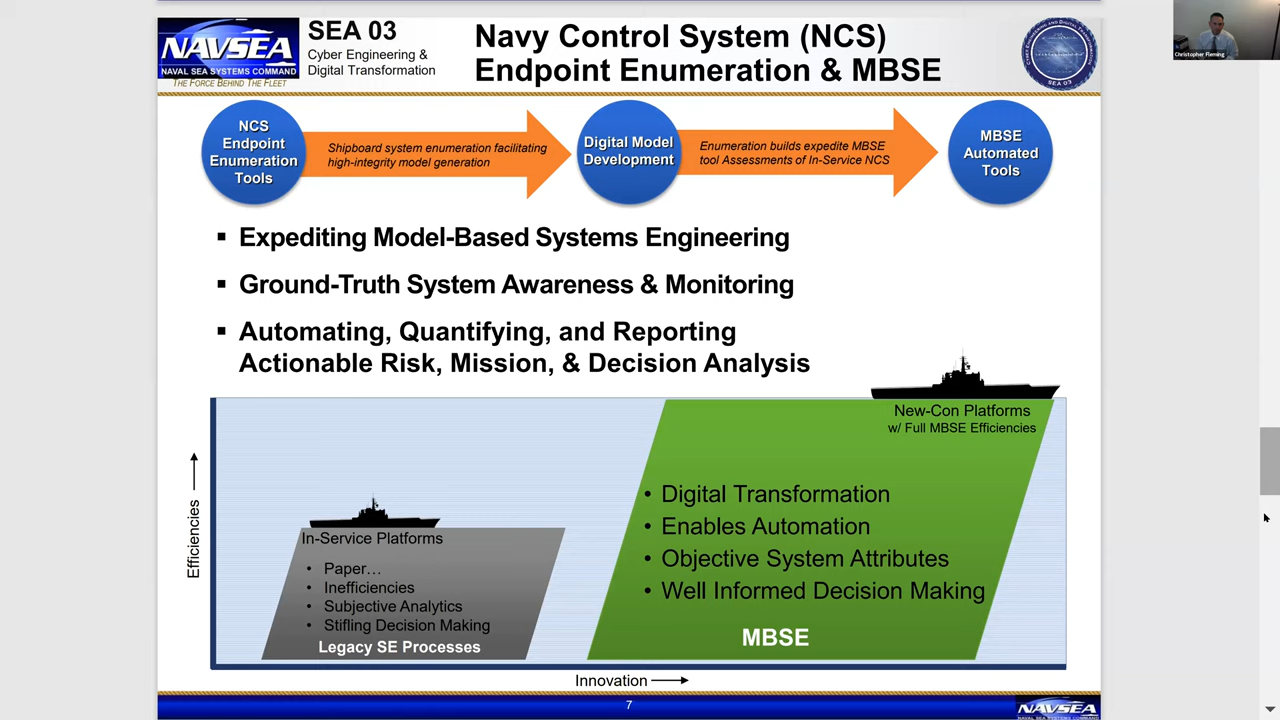 NAVSEA
NAVAL SEA SYSTEMS COMMAND
THE FORCE BEHIND THE FLEET
SEA 03
Cyber Engineering &
Digital Transformation
Navy Control System (NCS)
Endpoint Enumeration & MBSE
SEA 03
Christopher Fleming
NCS
Endpoint
Enumeration
Tools
Shipboard system enumeration facilitating
high-integrity model generation
Digital Model
Development
Enumeration builds expedite MBSE
tool Assessments of In-Service NCS
MBSE
Automated
Tools
▪ Expediting Model-Based Systems Engineering
▪ Ground-Truth System Awareness & Monitoring
▪ Automating, Quantifying, and Reporting
Actionable Risk, Mission, & Decision Analysis
Efficiencies
In-Service Platforms
• Paper…
• Inefficiencies
• Subjective Analytics
• Stifling Decision Making
Legacy SE Processes
New-Con Platforms
w/ Full MBSE Efficiencies
• Digital Transformation
• Enables Automation
• Objective System Attributes
• Well Informed Decision Making
MBSE
Innovation
7
NAVSEA